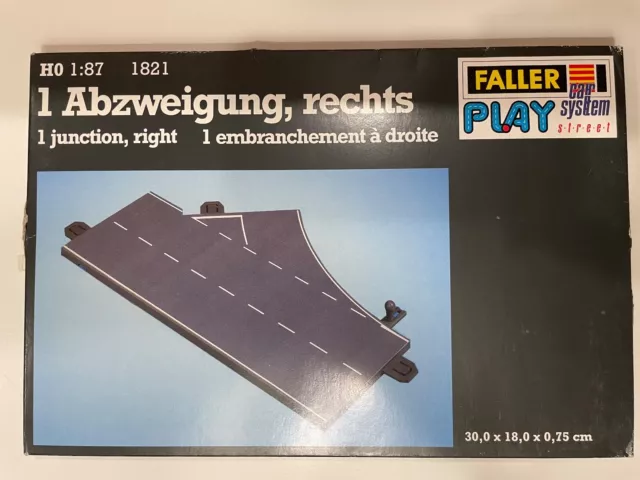 H0 1:87 1821
1 Abzweigung, rechts
1 junction, right 1 embranchement à droite
FALLER
PLAY
car
system
street
30,0 x 18,0 x 0,75 cm